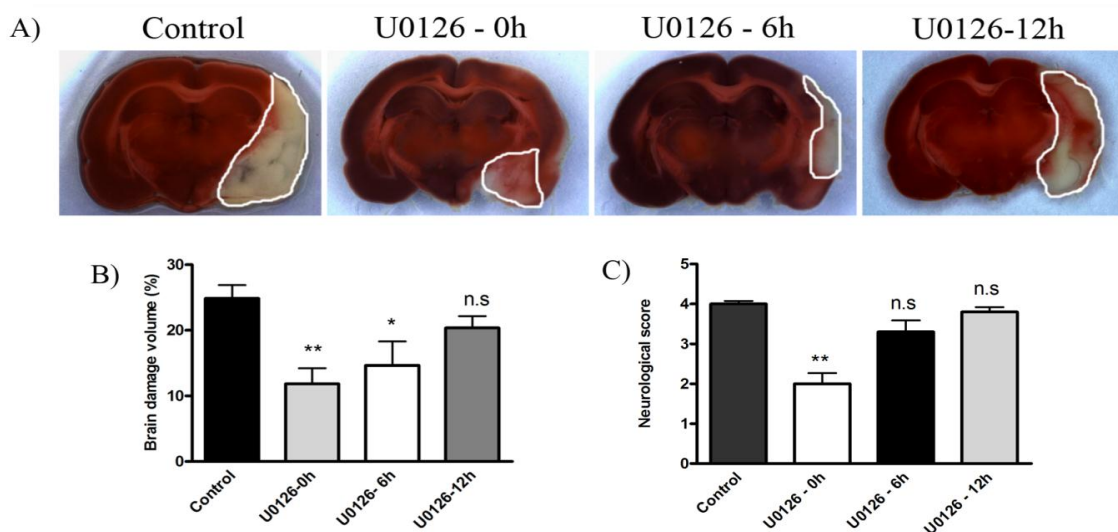 A)
Control
U0126 - 0h
U0126 - 6h
U0126-12h
B)
Brain damage volume (%)
30
20
10
0
**
*
n.s
Control
U0126-0h
U0126- 6h
U0126-12h
C)
Neurological score
5
4
3
2
1
0
**
n.s
n.s
Control
U0126 - 0h
U0126 - 6h
U0126 - 12h